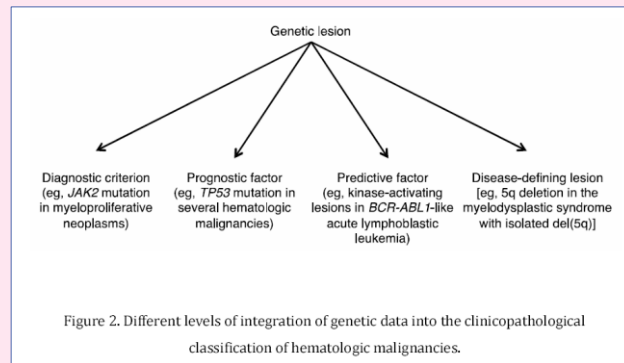 Genetic lesion
Diagnostic criterion
(eg, JAK2 mutation
in myeloproliferative
neoplasms)
Prognostic factor
(eg, TP53 mutation in
several hematologic
malignancies)
Predictive factor
(eg, kinase-activating
lesions in BCR-ABL1-like
acute lymphoblastic
leukemia)
Disease-defining lesion
[eg, 5q deletion in the
myelodysplastic syndrome
with isolated del(5q)]
Figure 2. Different levels of integration of genetic data into the clinicopathological
classification of hematologic malignancies.